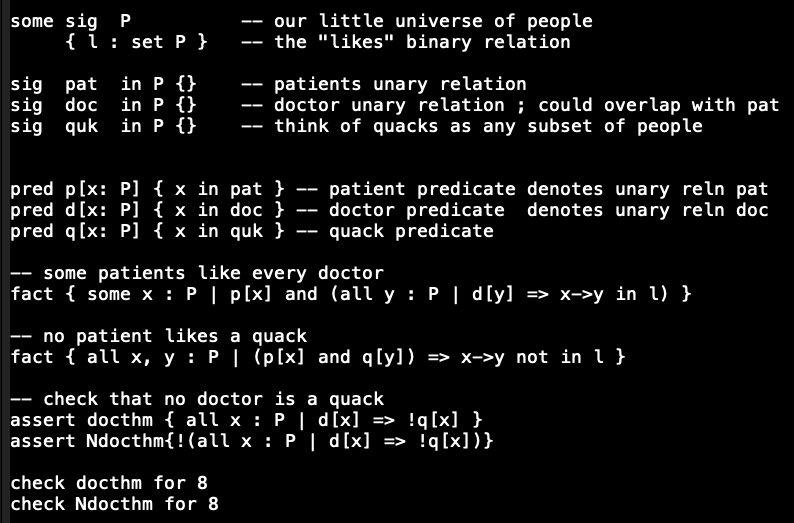 some sig  P          -- our little universe of people
     { l : set P }   -- the "likes" binary relation
sig  pat  in P {}    -- patients unary relation
sig  doc  in P {}    -- doctor unary relation ; could overlap with pat
sig  quk  in P {}    -- think of quacks as any subset of people
pred p[x: P] { x in pat } -- patient predicate denotes unary reln pat
pred d[x: P] { x in doc } -- doctor predicate  denotes unary reln doc
pred q[x: P] { x in quk } -- quack predicate
-- some patients like every doctor
fact { some x : P | p[x] and (all y : P | d[y] => x->y in l) }
-- no patient likes a quack
fact { all x, y : P | (p[x] and q[y]) => x->y not in l }
-- check that no doctor is a quack
assert docthm { all x : P | d[x] => !q[x] }
assert Ndocthm{!(all x : P | d[x] => !q[x])}
check docthm for 8
check Ndocthm for 8